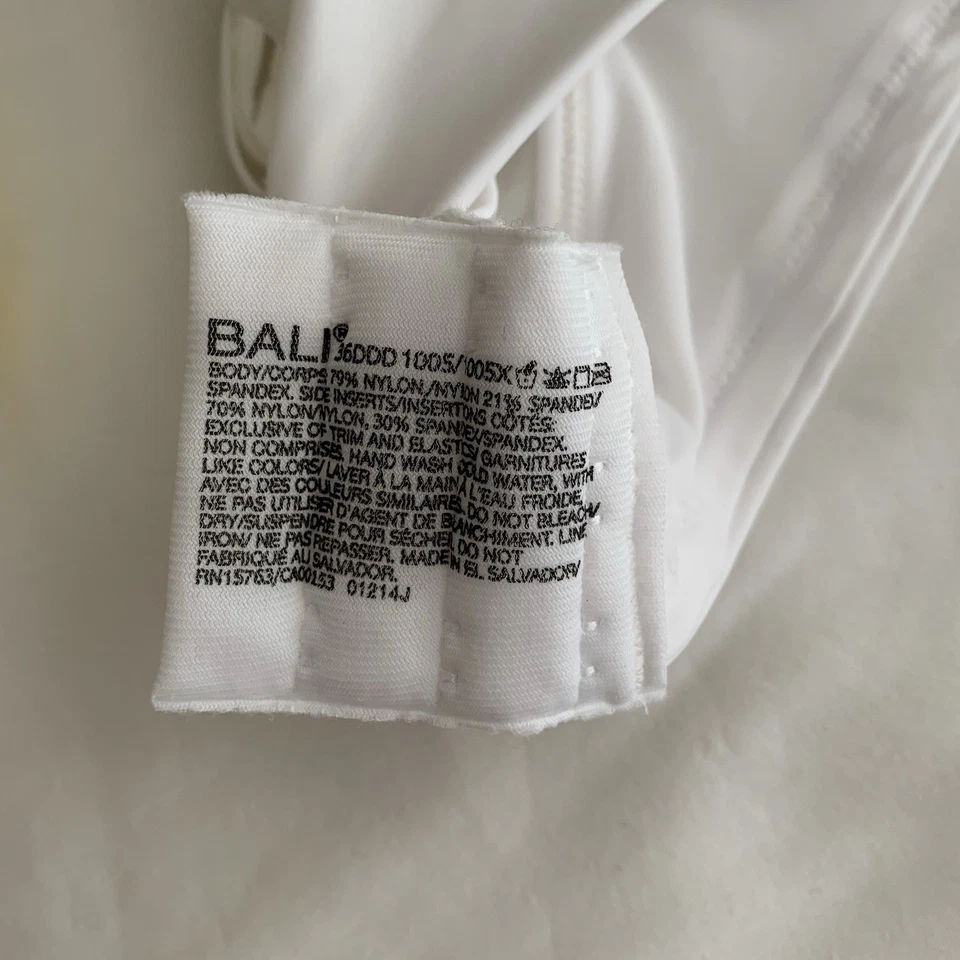 BALI® 36DDD 1005/1005X
BODY/CORPS 79% NYLON/NYLON 21% SPANDEX/
SPANDEX. SIDE INSERTS/INSERTIONS CÔTÉS:
70% NYLON/NYLON, 30% SPANDEX/SPANDEX.
EXCLUSIVE OF TRIM AND ELASTICS/ GARNITURES
NON COMPRISES. HAND WASH COLD WATER, WITH
LIKE COLORS/ LAVER À LA MAIN L'EAU FROIDE,
AVEC DES COULEURS SIMILAIRES. DO NOT BLEACH/
NE PAS UTILISER D'AGENT DE BLANCHIMENT. LINE
DRY/SUSPENDRE POUR SÉCHER DO NOT
IRON/ NE PAS REPASSER. MADE IN EL SALVADOR/
FABRIQUÉ AU SALVADOR.
RN15763/CA00153 01214J